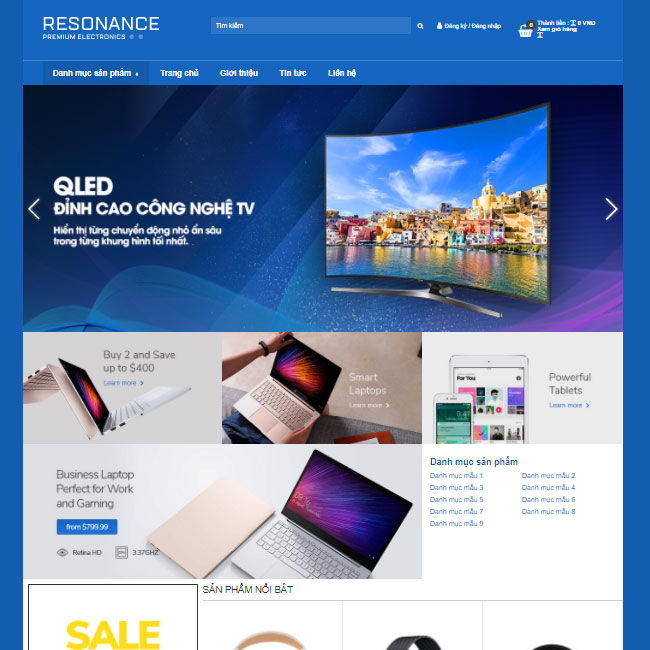 RESONANCE
PREMIUM ELECTRONICS
Tìm kiếm
Đăng ký / Đăng nhập
0
Thành tiền : 0 VND
Xem giỏ hàng
Danh mục sản phẩm
Trang chủ
Giới thiệu
Tin tức
Liên hệ
QLED
ĐỈNH CAO CÔNG NGHỆ TV
Hiển thị từng chuyển động nhỏ ẩn sâu
trong từng khung hình tối nhất.
Buy 2 and Save
up to $400
Learn more
Smart
Laptops
Learn more
For You
Powerful
Tablets
Learn more
Business Laptop
Perfect for Work
and Gaming
from $799.99
Retina HD
3.37GHZ
Danh mục sản phẩm
Danh mục mẫu 1
Danh mục mẫu 2
Danh mục mẫu 3
Danh mục mẫu 4
Danh mục mẫu 5
Danh mục mẫu 6
Danh mục mẫu 7
Danh mục mẫu 8
Danh mục mẫu 9
SẢN PHẨM NỔI BẬT
SALE